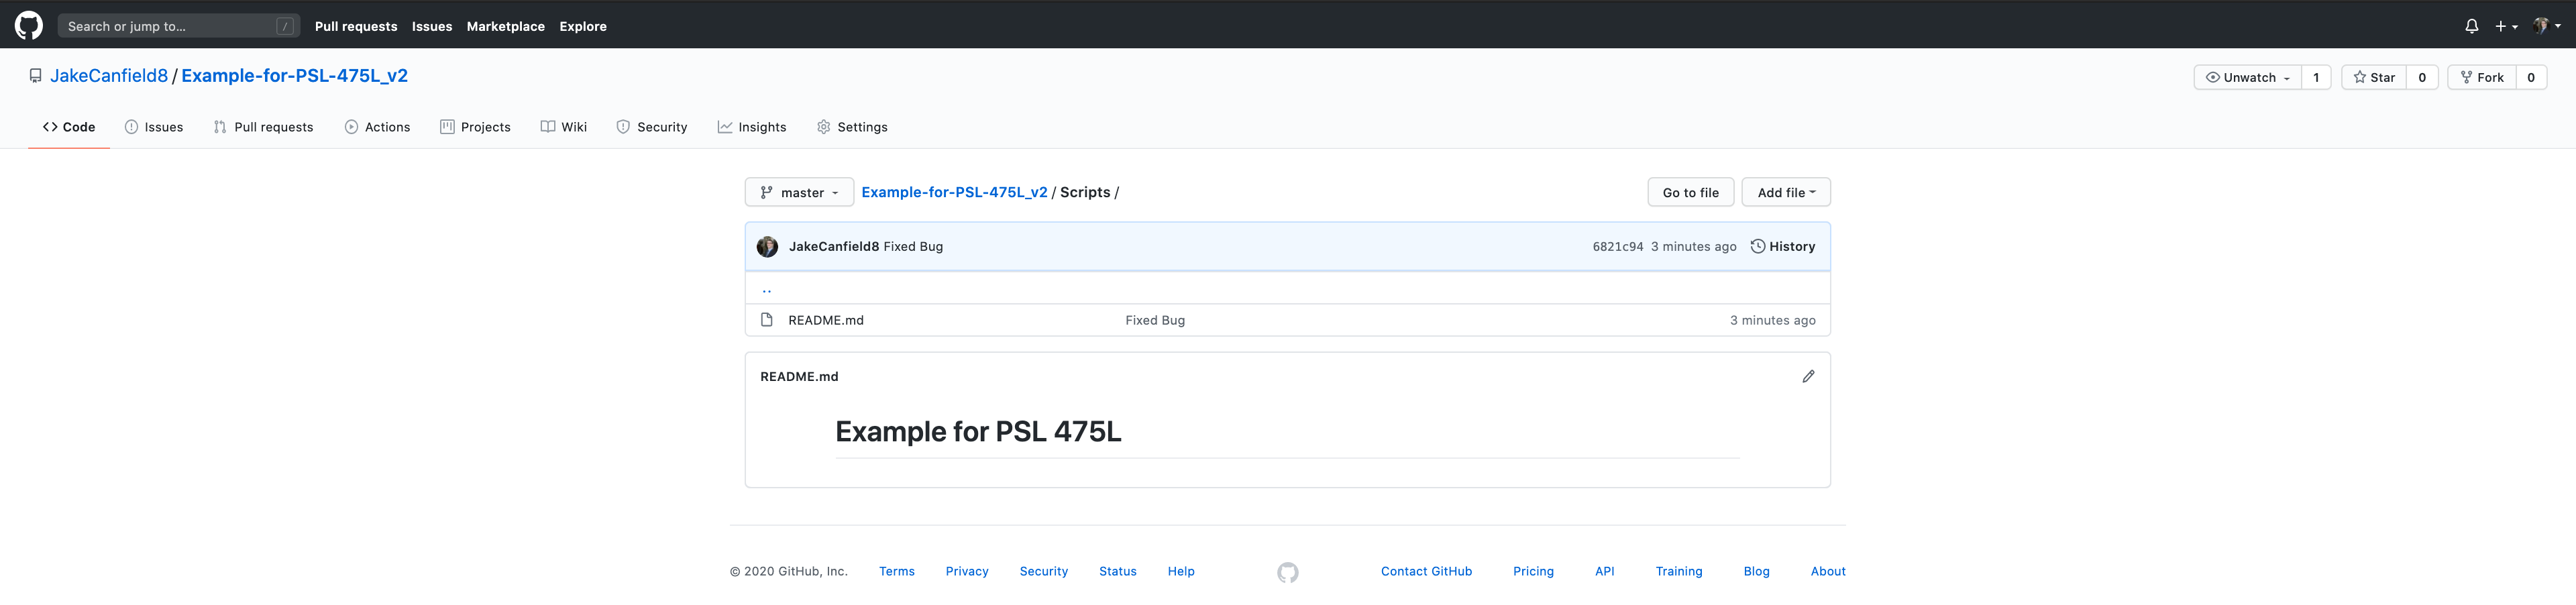 Search or jump to... / Pull requests Issues Marketplace Explore
JakeCanfield8 / Example-for-PSL-475L_v2 Unwatch 1 Star 0 Fork 0
Code Issues Pull requests Actions Projects Wiki Security Insights Settings
master Example-for-PSL-475L_v2 / Scripts / Go to file Add file
JakeCanfield8 Fixed Bug 6821c94 3 minutes ago History
..
README.md Fixed Bug 3 minutes ago
README.md
Example for PSL 475L
© 2020 GitHub, Inc. Terms Privacy Security Status Help Contact GitHub Pricing API Training Blog About